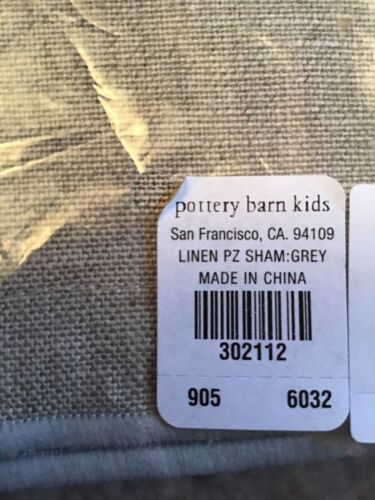 pottery barn kids
San Francisco, CA. 94109
LINEN PZ SHAM:GREY
MADE IN CHINA
302112
905 6032